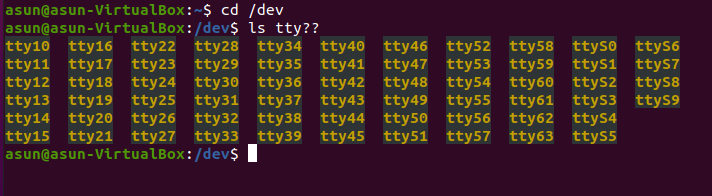 asun@asun-VirtualBox:~$ cd /dev
asun@asun-VirtualBox:/dev$ ls tty??
tty10 tty16 tty22 tty28 tty34 tty40 tty46 tty52 tty58 ttyS0 ttyS6
tty11 tty17 tty23 tty29 tty35 tty41 tty47 tty53 tty59 ttyS1 ttyS7
tty12 tty18 tty24 tty30 tty36 tty42 tty48 tty54 tty60 ttyS2 ttyS8
tty13 tty19 tty25 tty31 tty37 tty43 tty49 tty55 tty61 ttyS3 ttyS9
tty14 tty20 tty26 tty32 tty38 tty44 tty50 tty56 tty62 ttyS4
tty15 tty21 tty27 tty33 tty39 tty45 tty51 tty57 tty63 ttyS5
asun@asun-VirtualBox:/dev$